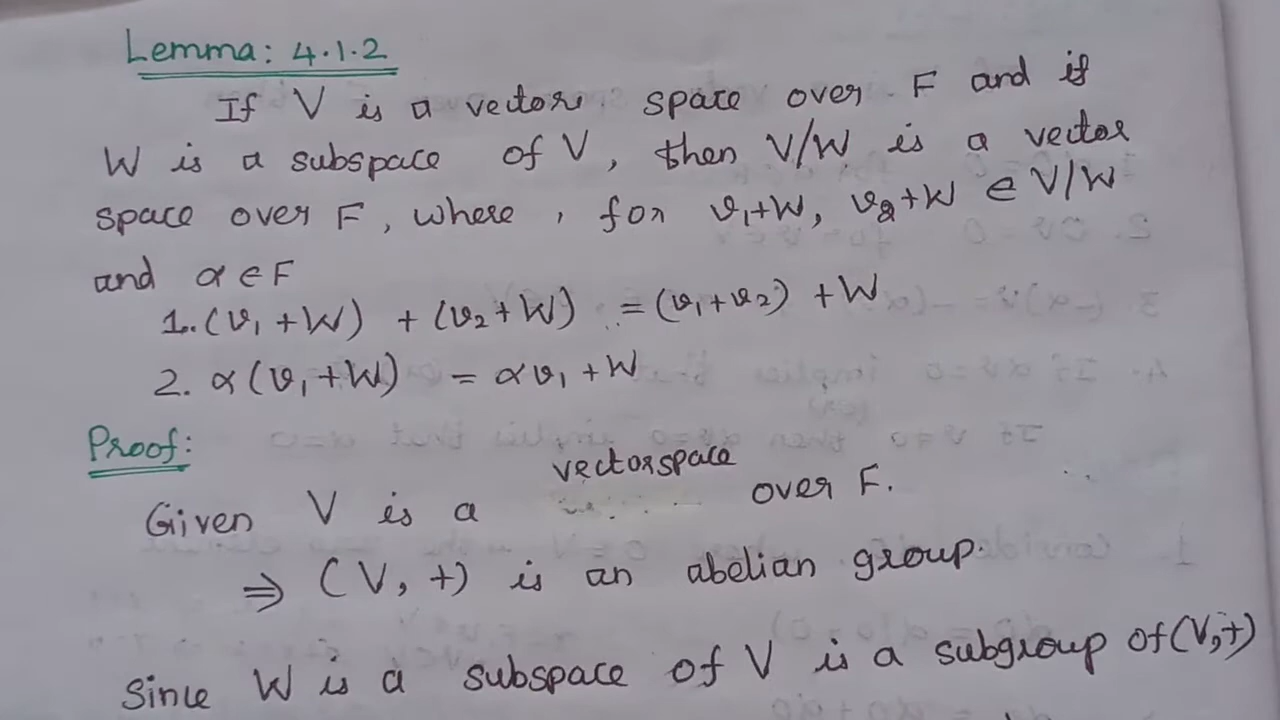 Lemma: 4.1.2
If V is a vector space over F and if
W is a subspace of V, then V/W is a vector
space over F, where, for v₁+W, v₂+W ∈ V/W
and α ∈ F
1. (v₁+W) + (v₂+W) = (v₁+v₂) + W
2. α(v₁+W) = αv₁ + W
Proof:
Given V is a vectorspace over F.
⇒ (V, +) is an abelian group.
Since W is a subspace of V is a subgroup of (V,+)